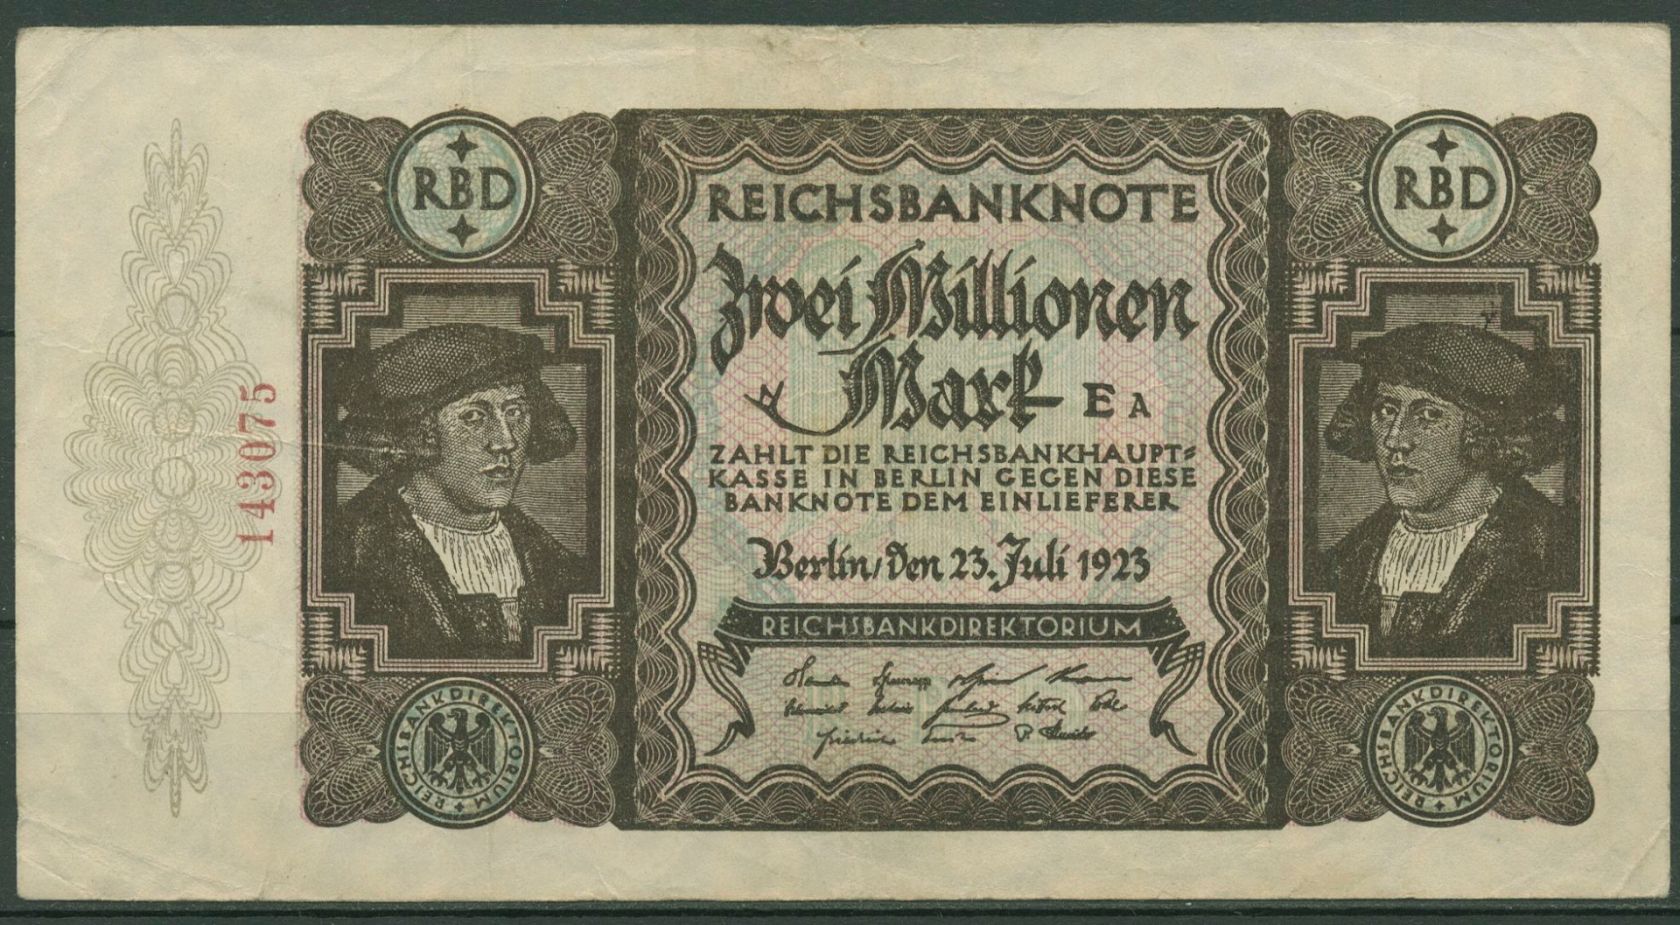 RBD
RBD
REICHSBANKNOTE
Zwei Millionen
Mark
E A
ZAHLT DIE REICHSBANKHAUPT=
KASSE IN BERLIN GEGEN DIESE
BANKNOTE DEM EINLIEFERER
Berlin, den 23. Juli 1923
REICHSBANKDIREKTORIUM
143075
REICHSBANKDIREKTORIUM
REICHSBANKDIREKTORIUM